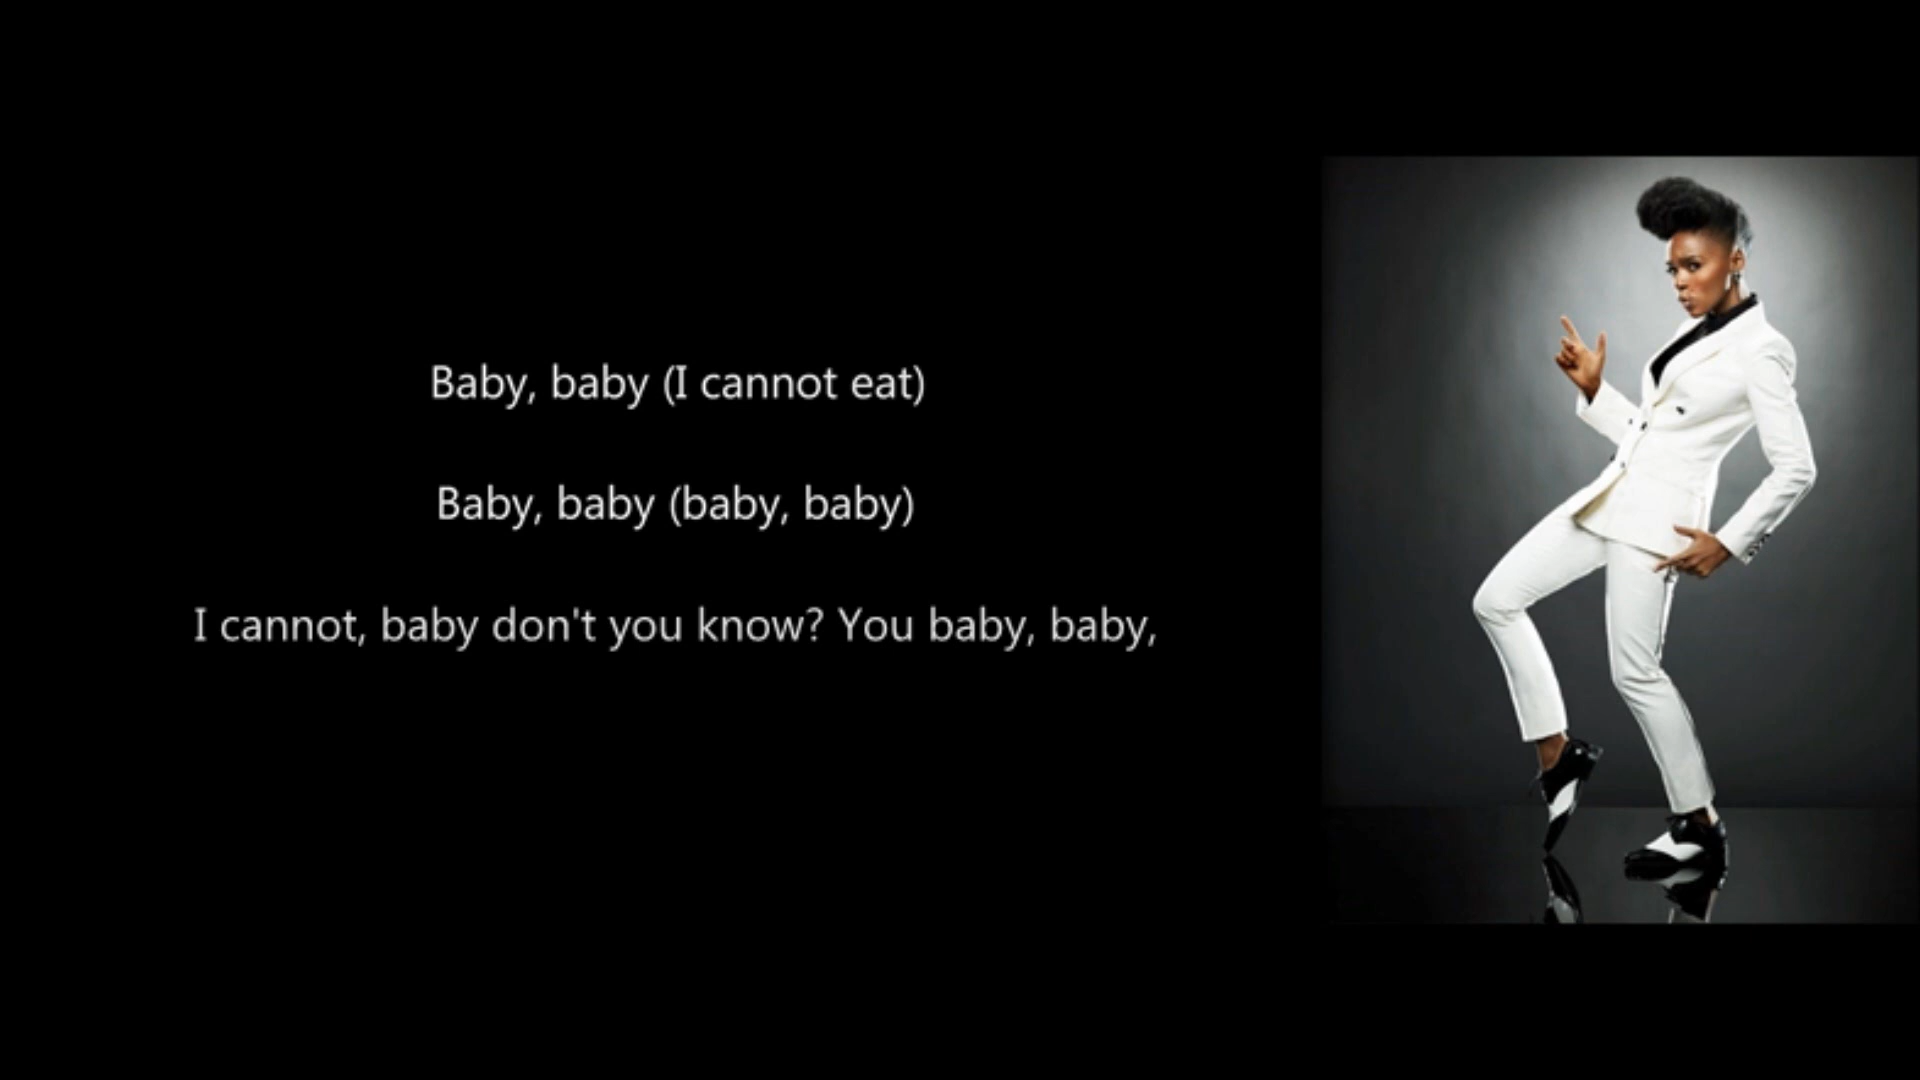 Baby, baby (I cannot eat)
Baby, baby (baby, baby)
I cannot, baby don't you know? You baby, baby,